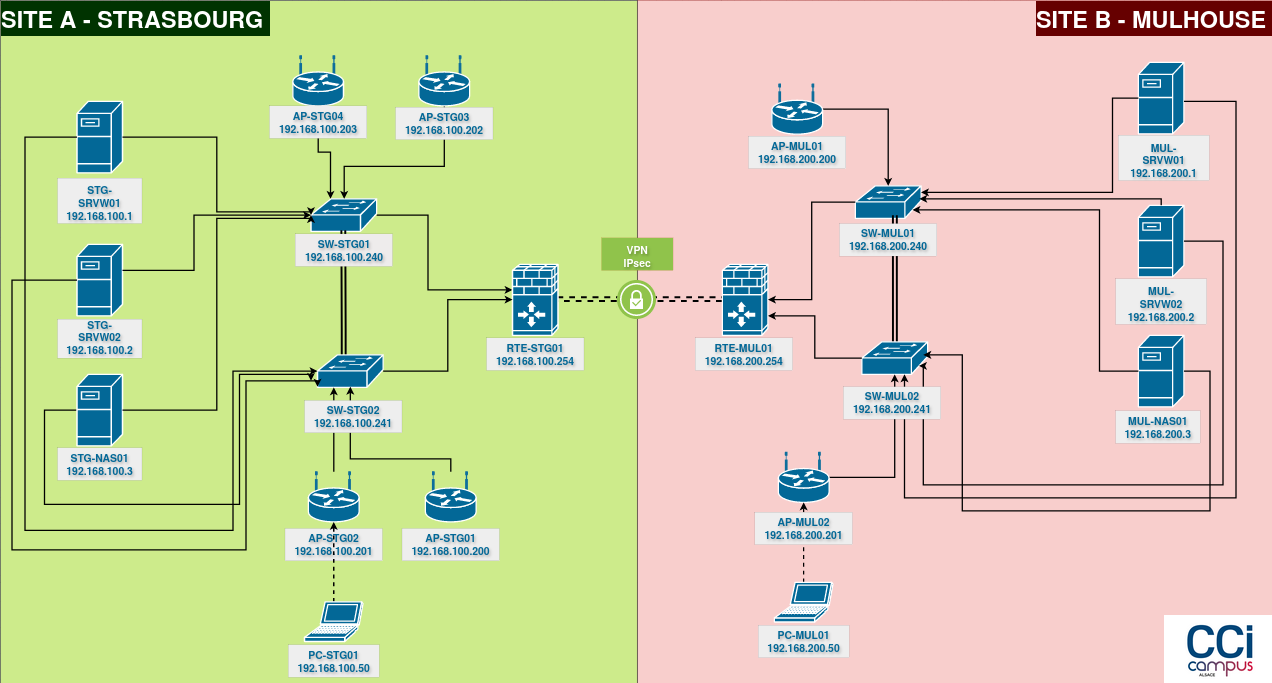 SITE A - STRASBOURG
SITE B - MULHOUSE
AP-STG04
192.168.100.203
AP-STG03
192.168.100.202
STG-
SRVW01
192.168.100.1
SW-STG01
192.168.100.240
STG-
SRVW02
192.168.100.2
RTE-STG01
192.168.100.254
SW-STG02
192.168.100.241
STG-NAS01
192.168.100.3
AP-STG02
192.168.100.201
AP-STG01
192.168.100.200
PC-STG01
192.168.100.50
VPN
IPsec
AP-MUL01
192.168.200.200
MUL-
SRVW01
192.168.200.1
SW-MUL01
192.168.200.240
MUL-
SRVW02
192.168.200.2
RTE-MUL01
192.168.200.254
SW-MUL02
192.168.200.241
MUL-NAS01
192.168.200.3
AP-MUL02
192.168.200.201
PC-MUL01
192.168.200.50
CCi
campus
ALSACE